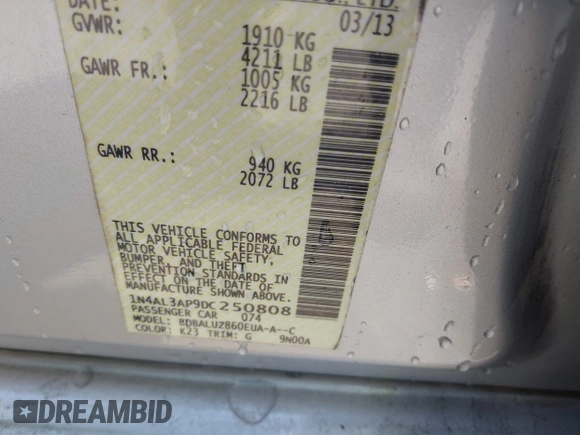 DATE: 03/13
GVWR: 1910 KG
4211 LB
GAWR FR.: 1005 KG
2216 LB
GAWR RR.: 940 KG
2072 LB
THIS VEHICLE CONFORMS TO
ALL APPLICABLE FEDERAL
MOTOR VEHICLE SAFETY,
BUMPER, AND THEFT
PREVENTION STANDARDS IN
EFFECT ON THE DATE OF
MANUFACTURE SHOWN ABOVE.
1N4AL3AP9DC250808
PASSENGER CAR 074
MODEL: BDBALUZ860EUA-A--C
COLOR: K23 TRIM: G 9N00A
DREAMBID